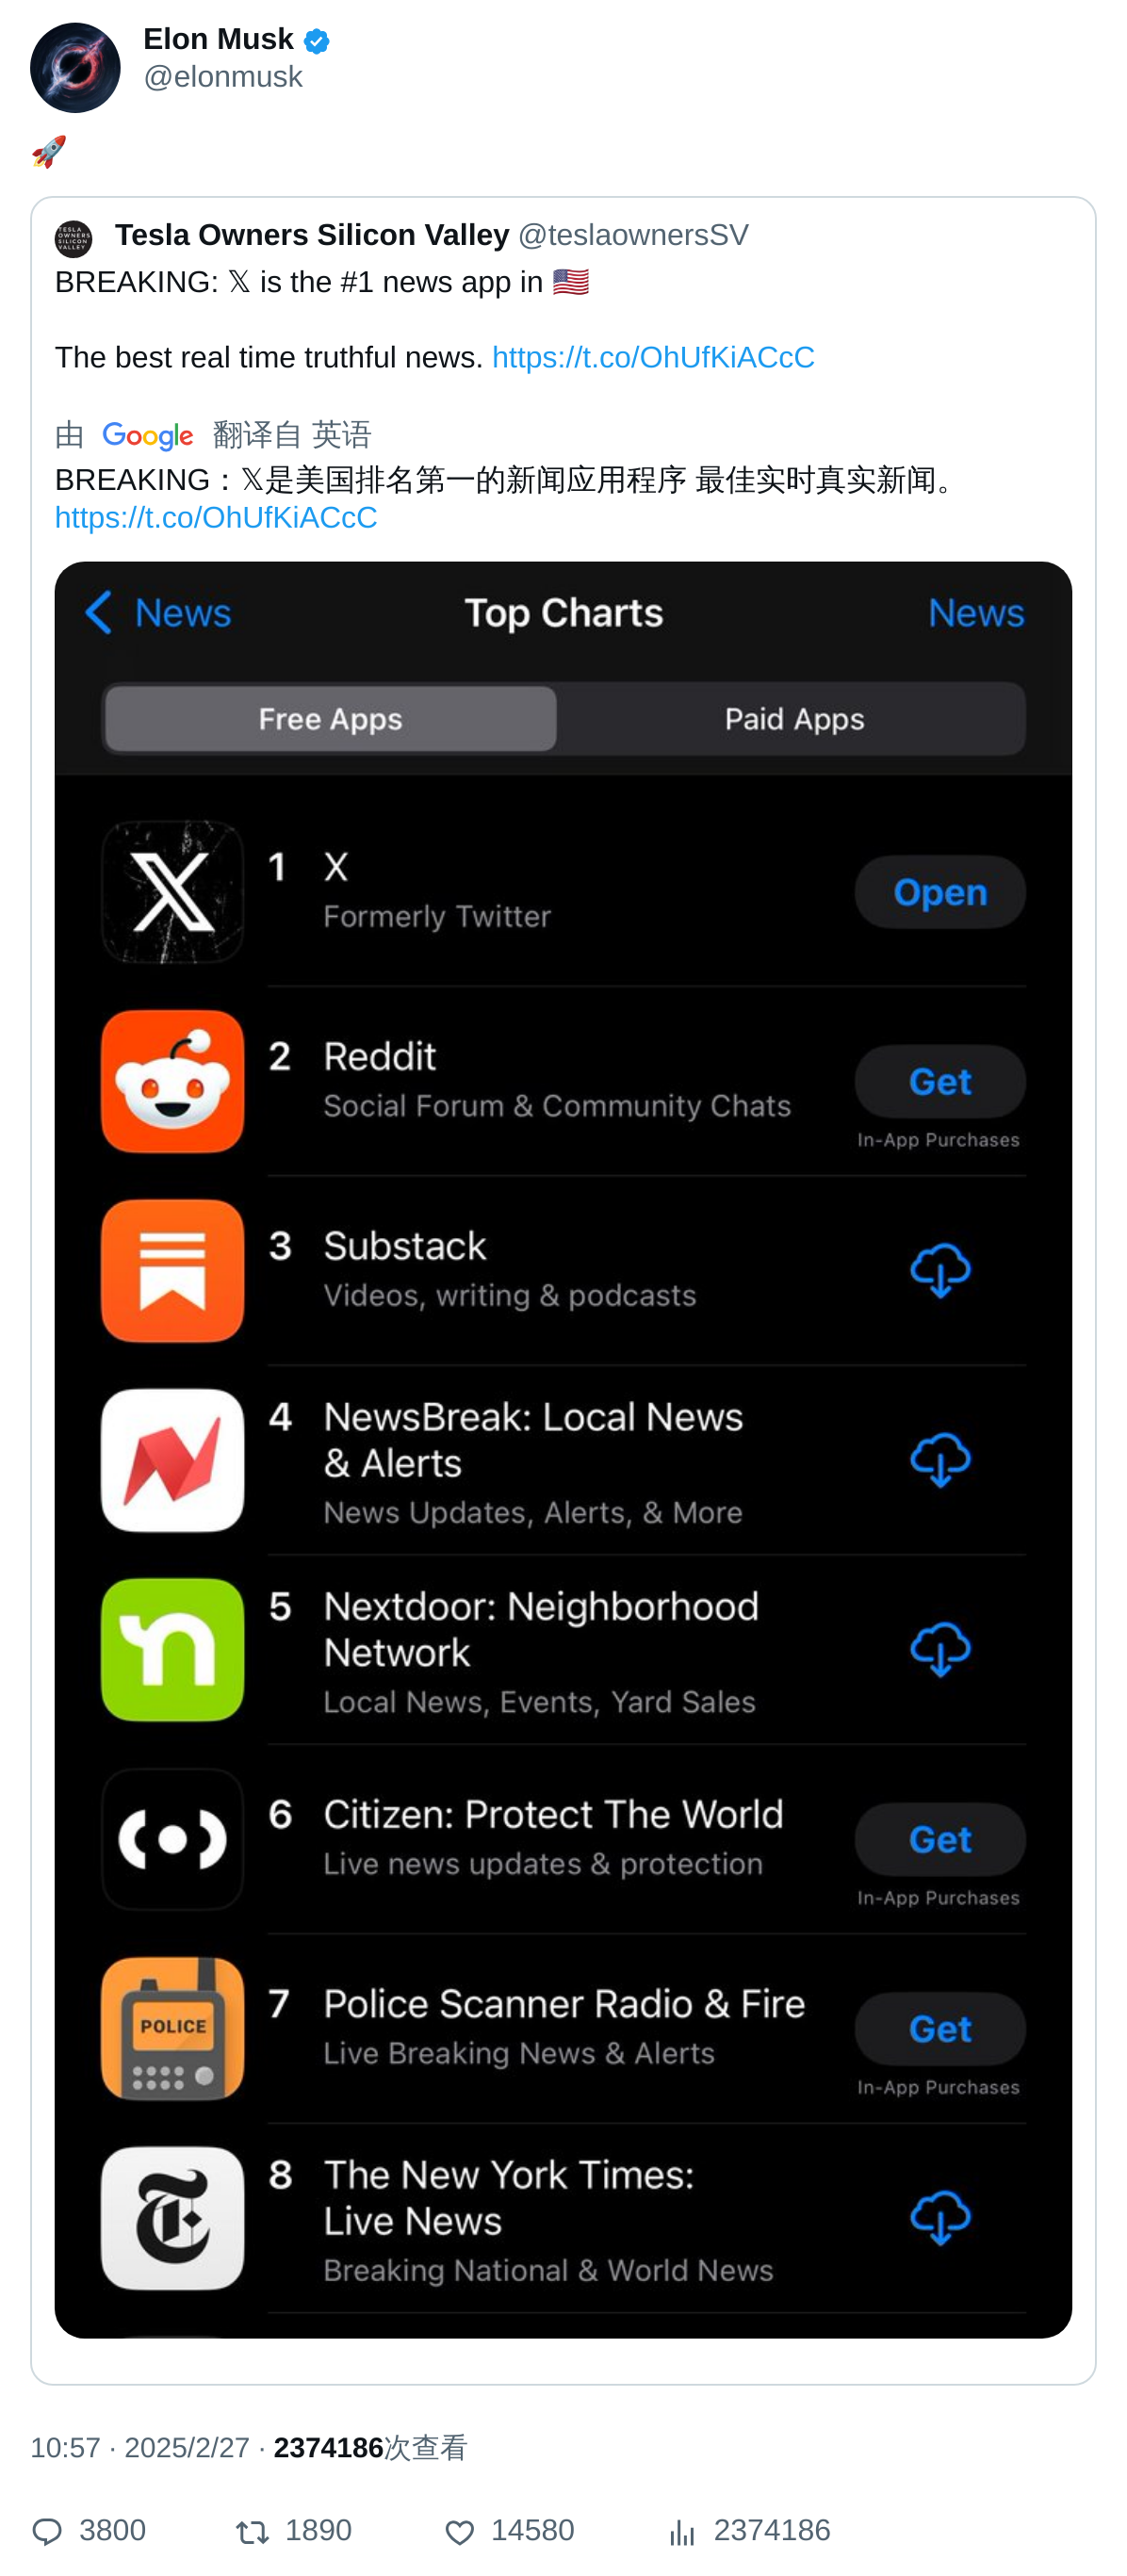 Elon Musk
@elonmusk
🚀
TESLA
OWNERS
SILICON
VALLEY
Tesla Owners Silicon Valley @teslaownersSV
BREAKING: 𝕏 is the #1 news app in 🇺🇸
The best real time truthful news. https://t.co/OhUfKiACcC
由 Google 翻译自 英语
BREAKING：𝕏是美国排名第一的新闻应用程序 最佳实时真实新闻。
https://t.co/OhUfKiACcC
News Top Charts News
Free Apps Paid Apps
1 X
Formerly Twitter
Open
2 Reddit
Social Forum & Community Chats
Get
In-App Purchases
3 Substack
Videos, writing & podcasts
4 NewsBreak: Local News
& Alerts
News Updates, Alerts, & More
5 Nextdoor: Neighborhood
Network
Local News, Events, Yard Sales
6 Citizen: Protect The World
Live news updates & protection
Get
In-App Purchases
POLICE
7 Police Scanner Radio & Fire
Live Breaking News & Alerts
Get
In-App Purchases
8 The New York Times:
Live News
Breaking National & World News
10:57 · 2025/2/27 · 2374186次查看
3800 1890 14580 2374186